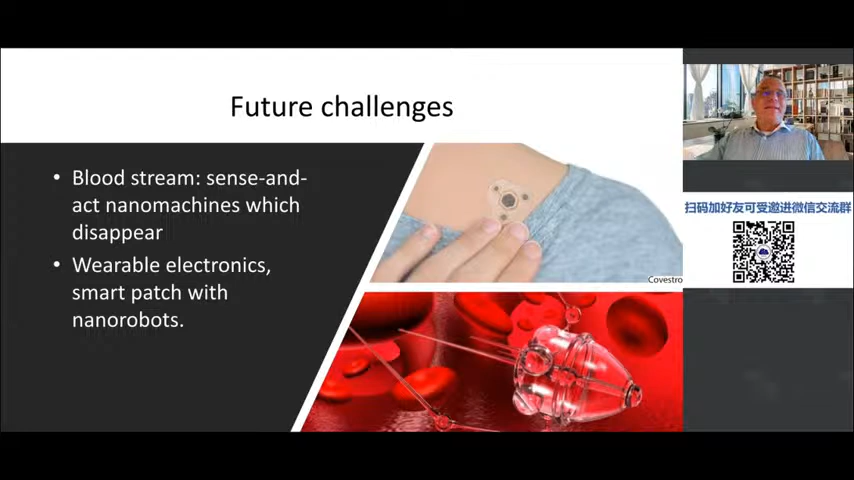 Future challenges
• Blood stream: sense-and-
act nanomachines which
disappear
• Wearable electronics,
smart patch with
nanorobots.
Covestro
扫码加好友可受邀进微信交流群